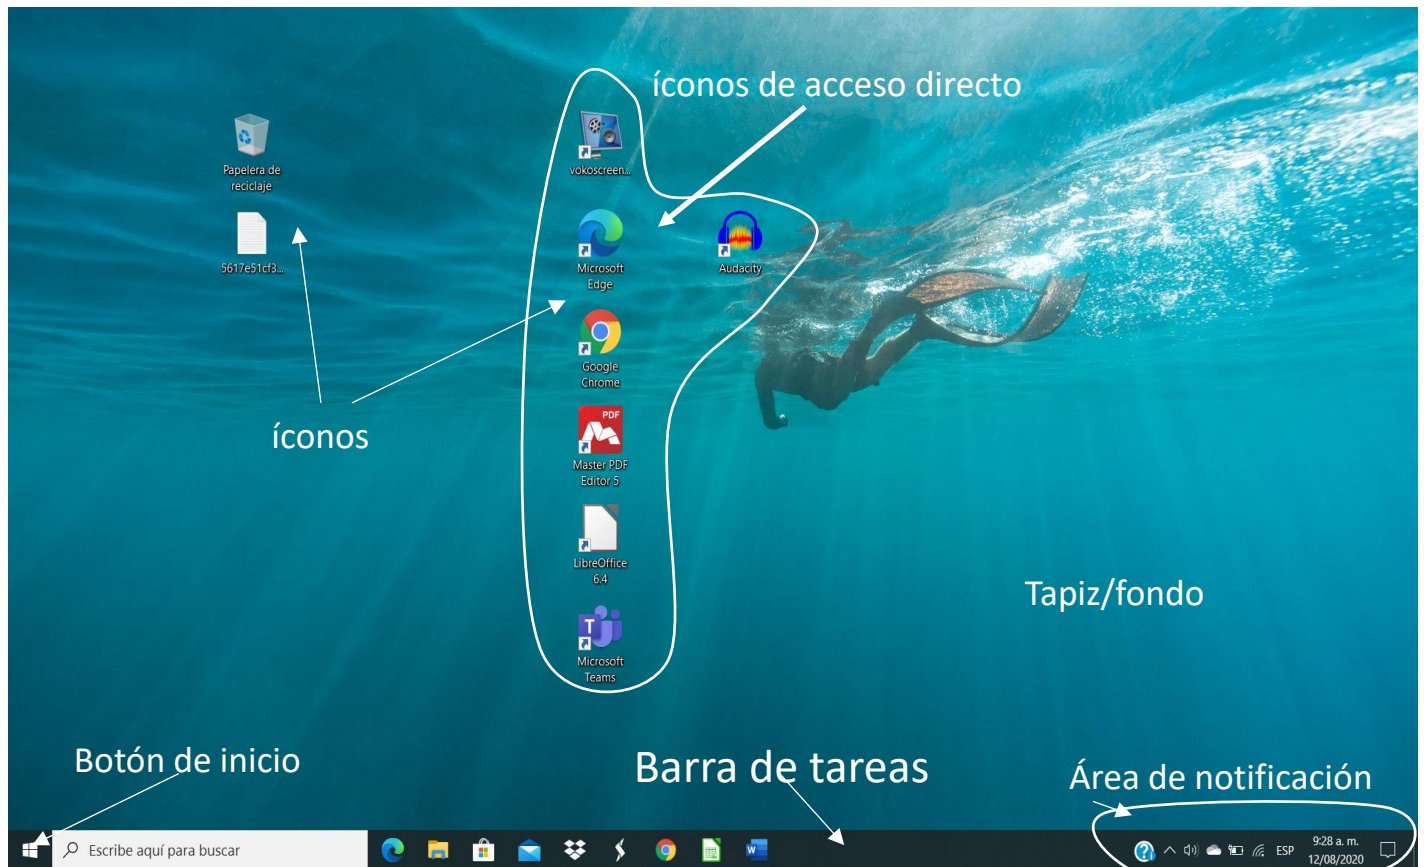 íconos de acceso directo
Papelera de
reciclaje
vokoscreen...
5617e51cf3...
Microsoft
Edge
Audacity
Google
Chrome
íconos
PDF
Master PDF
Editor 5
LibreOffice
6.4
Tapiz/fondo
T
Microsoft
Teams
Botón de inicio
Barra de tareas
Área de notificación
Escribe aquí para buscar
W
ESP
9:28 a. m.
12/08/2020